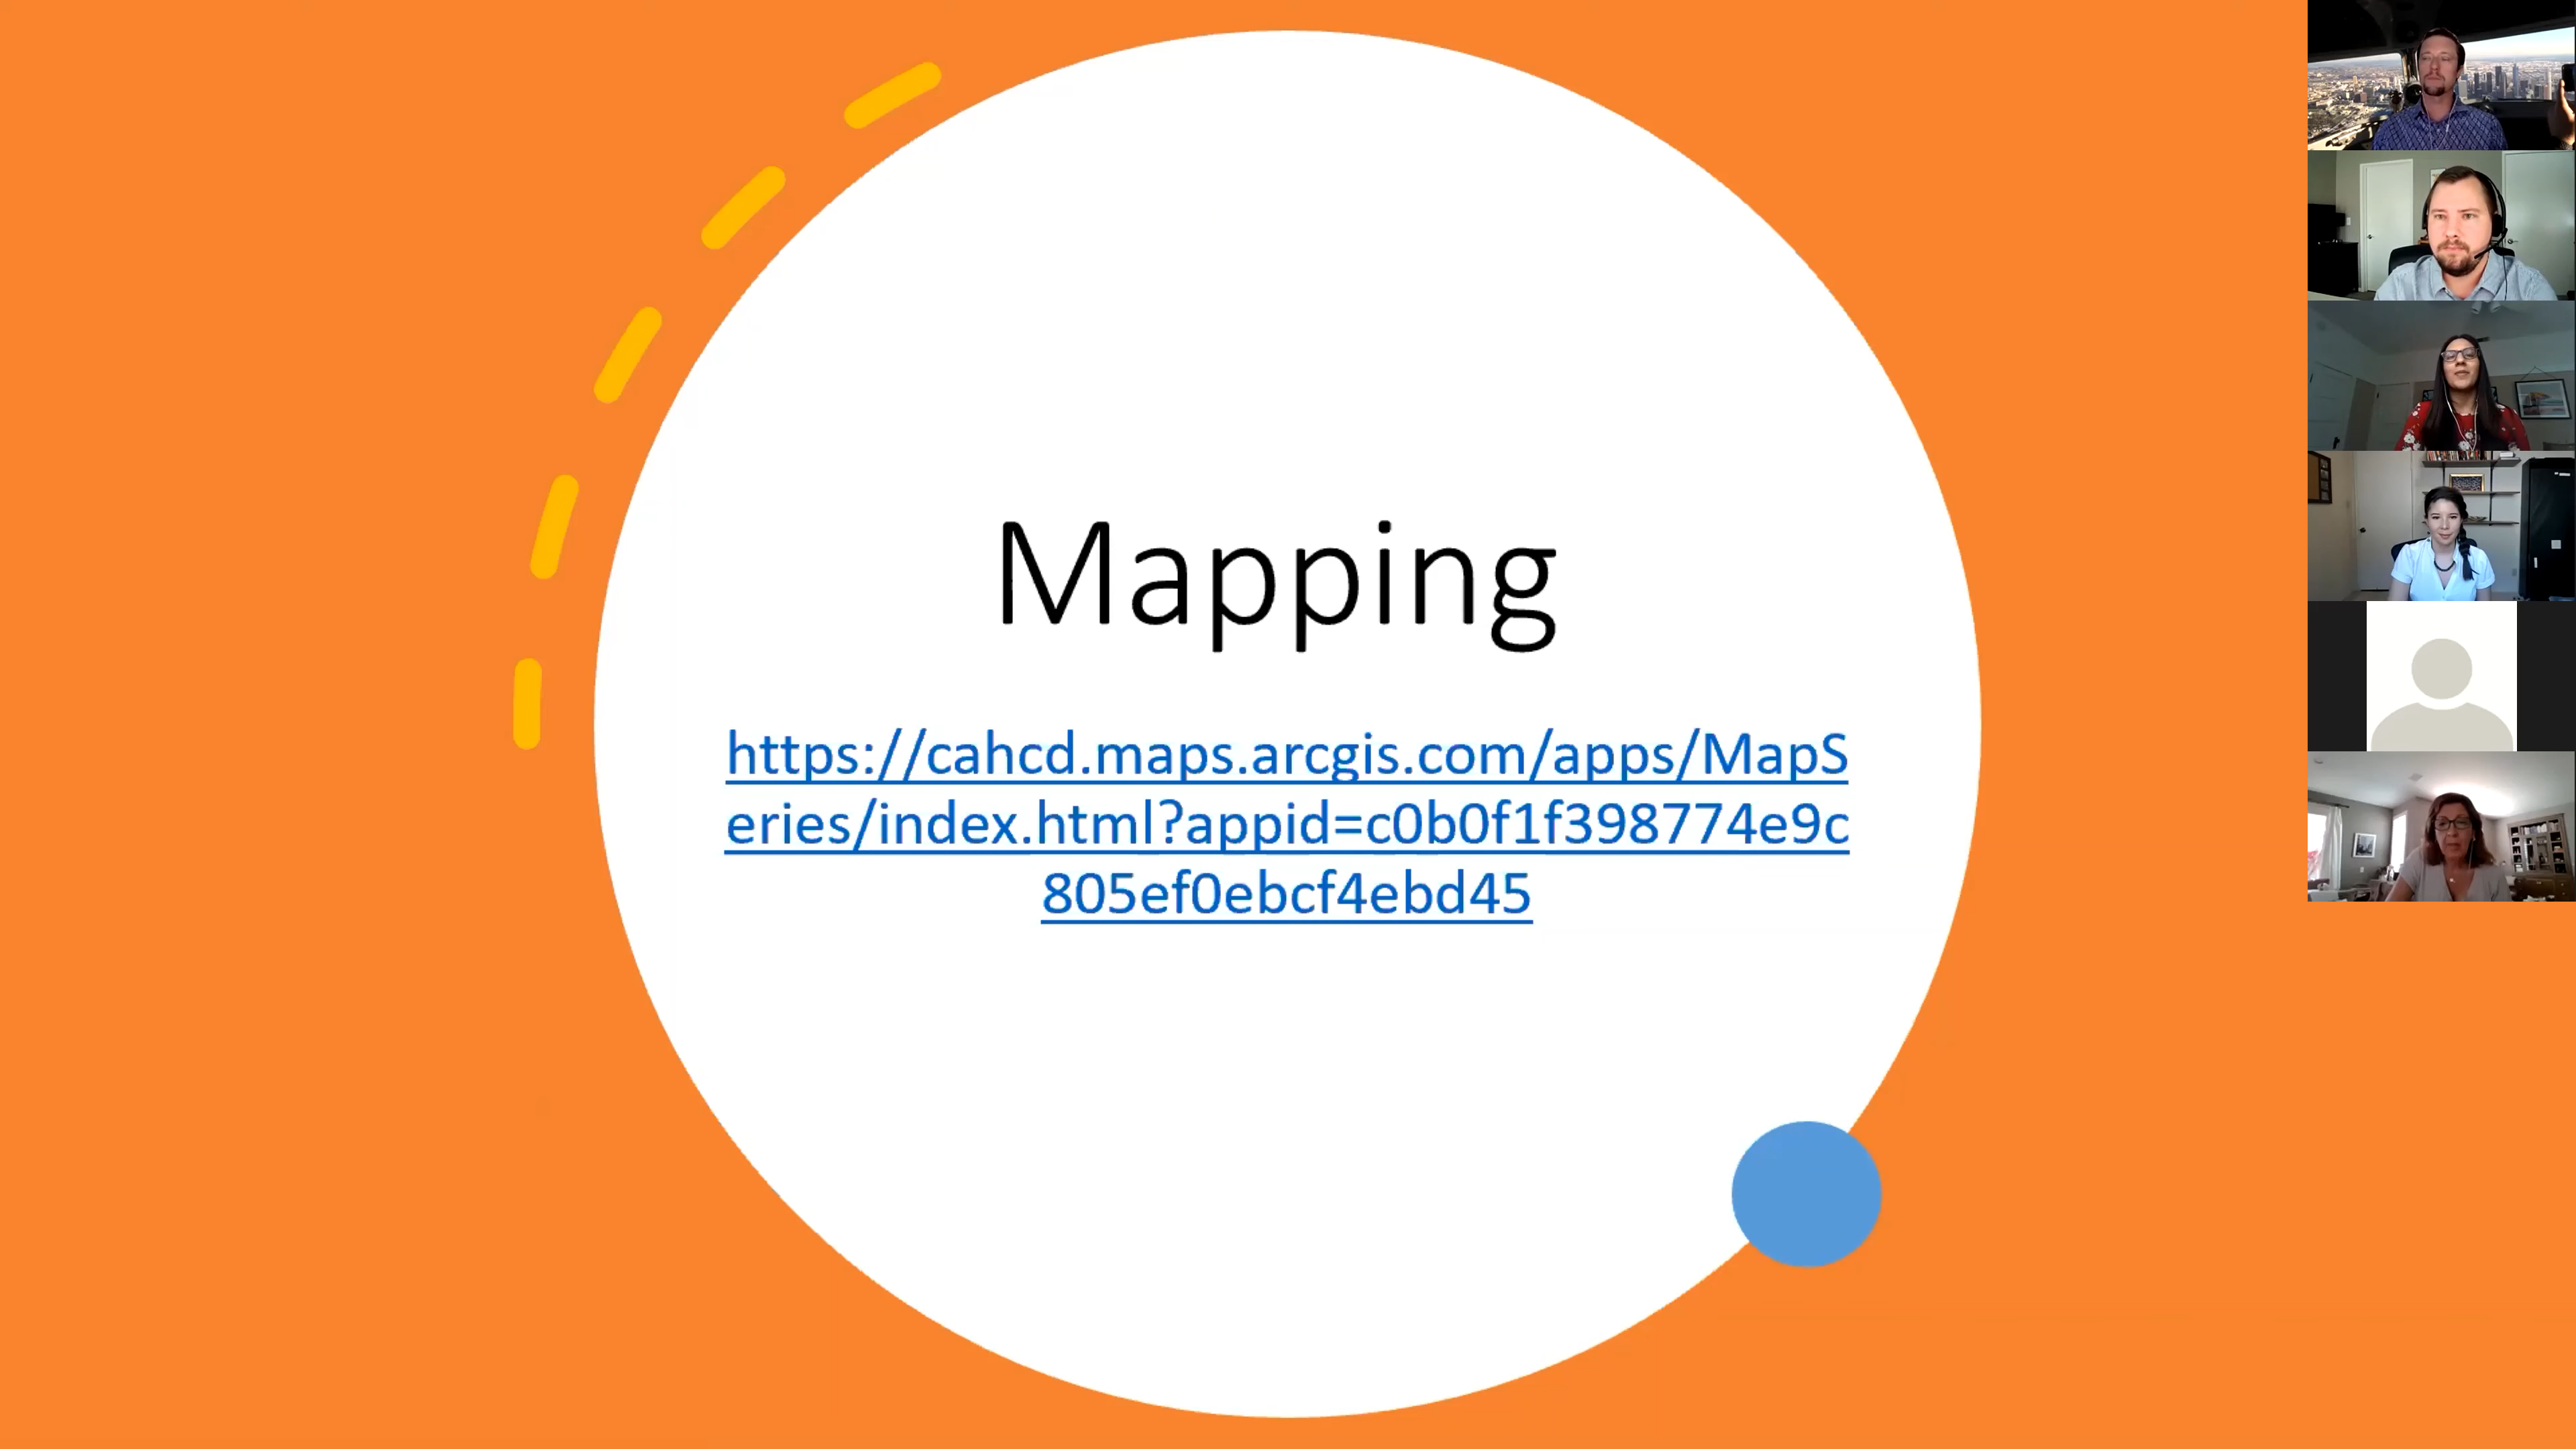 Mapping
https://cahcd.maps.arcgis.com/apps/MapS
eries/index.html?appid=c0b0f1f398774e9c
805ef0ebcf4ebd45